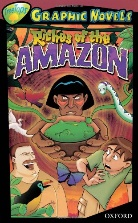 GRAPHIC NOVELS
Riches of the
AMAZON
OXFORD